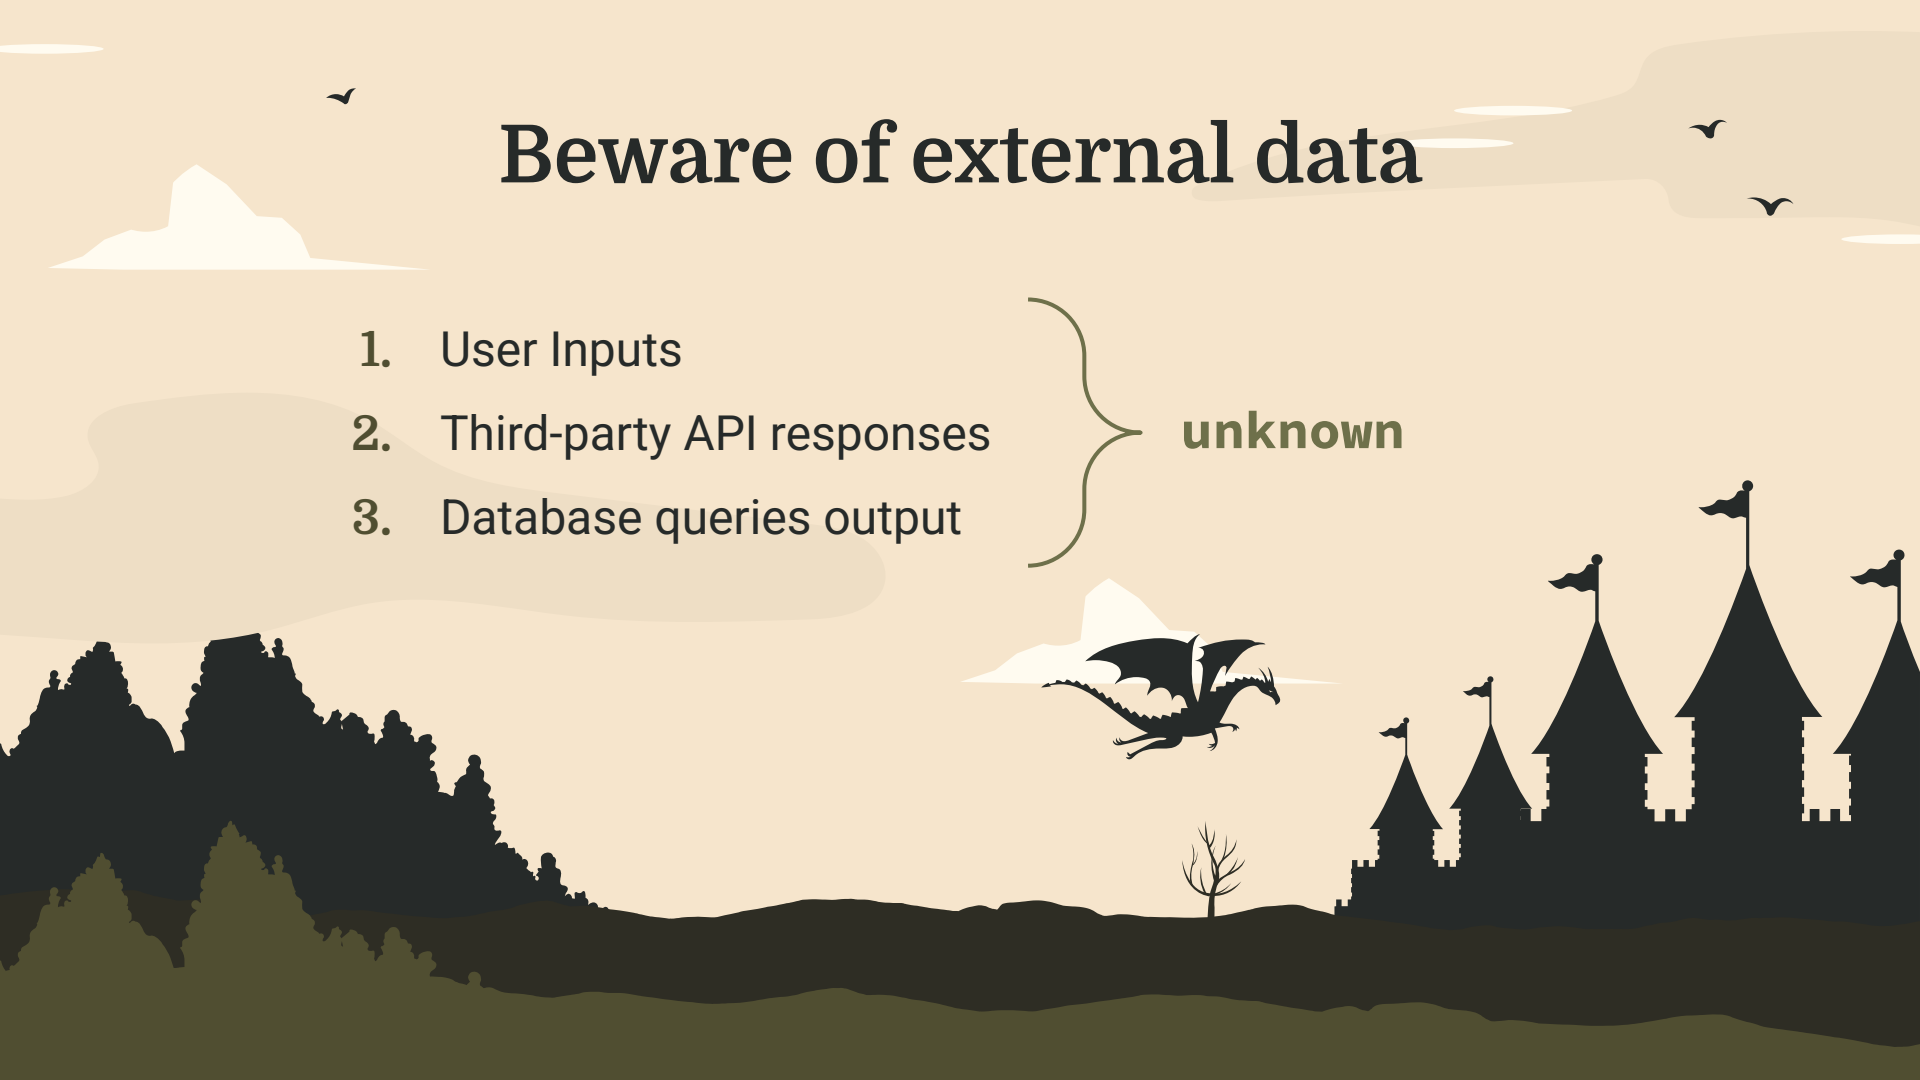 Beware of external data
1. User Inputs
2. Third-party API responses
3. Database queries output
unknown